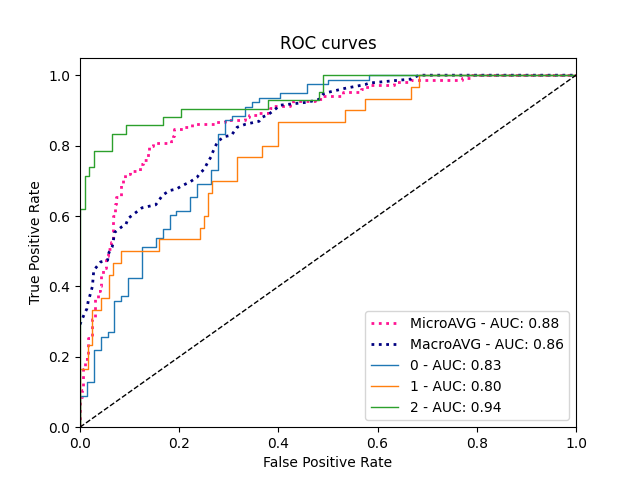 ROC curves
True Positive Rate
1.0
0.8
0.6
0.4
0.2
0.0
0.0 0.2 0.4 0.6 0.8 1.0
False Positive Rate
MicroAVG - AUC: 0.88
MacroAVG - AUC: 0.86
0 - AUC: 0.83
1 - AUC: 0.80
2 - AUC: 0.94